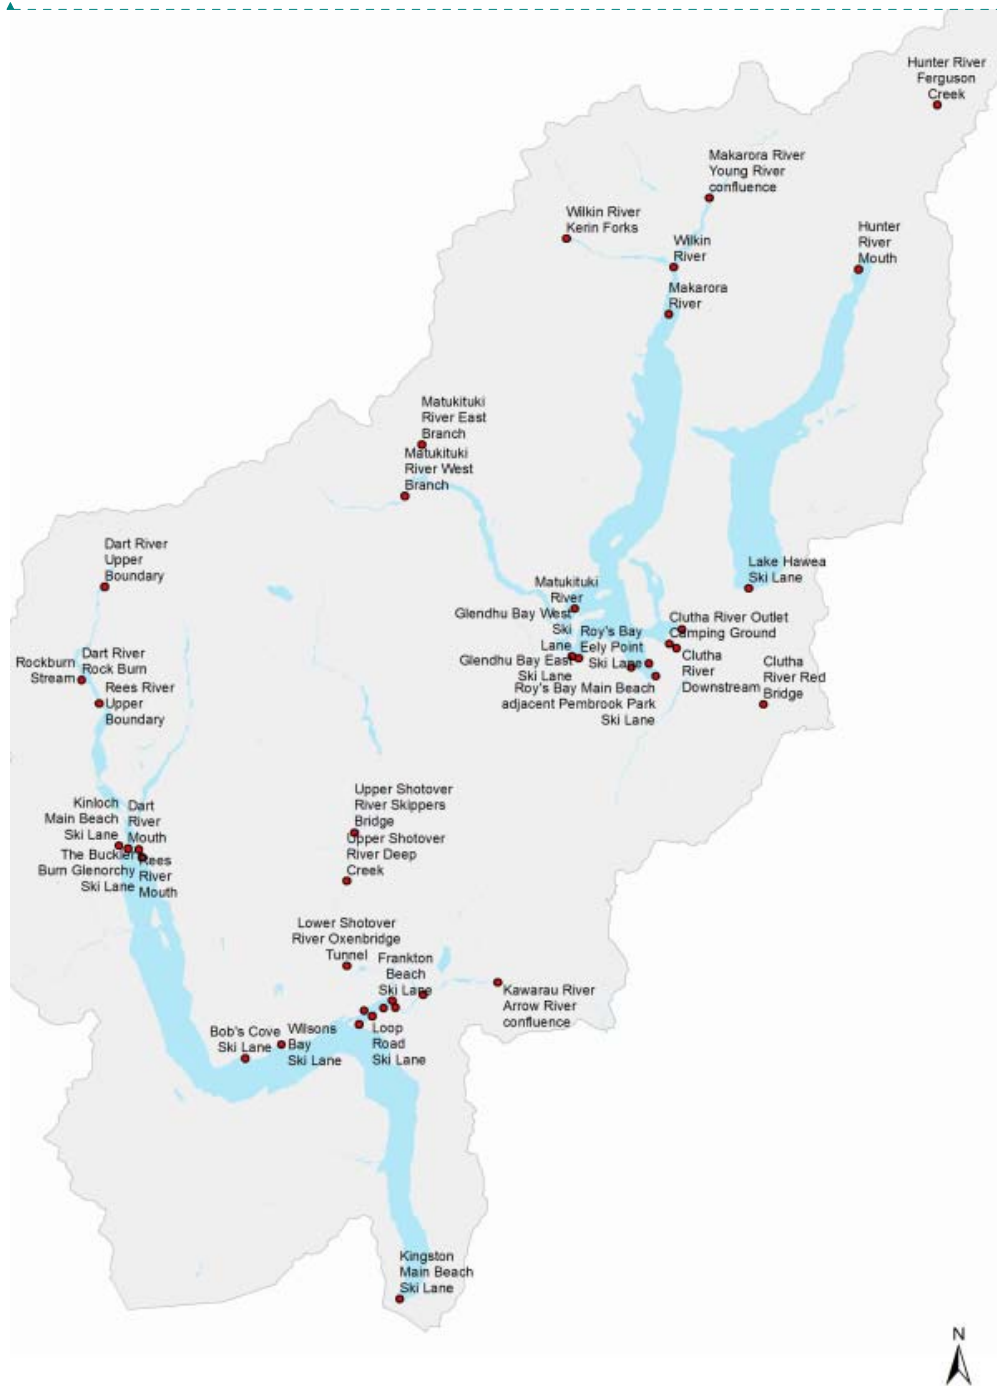 Hunter River
Ferguson
Creek
Makarora River
Young River
confluence
Wilkin River
Kerin Forks
Wilkin
River
Hunter
River
Mouth
Makarora
River
Matukituki
River East
Branch
Matukituki
River West
Branch
Dart River
Upper
Boundary
Lake Hawea
Ski Lane
Matukituki
River
Glendhu Bay West
Ski
Lane
Roy's Bay
Eely Point
Ski Lane
Clutha River Outlet
Camping Ground
Glendhu Bay East
Ski Lane
Clutha
River
Downstream
Clutha
River Red
Bridge
Roy's Bay Main Beach
adjacent Pembrook Park
Ski Lane
Rockburn
Stream
Dart River
Rock Burn
Rees River
Upper
Boundary
Kinloch
Main Beach
Ski Lane
Dart
River
Mouth
The Buckler
Burn Glenorchy
Ski Lane
Rees
River
Mouth
Upper Shotover
River Skippers
Bridge
Upper Shotover
River Deep
Creek
Lower Shotover
River Oxenbridge
Tunnel
Frankton
Beach
Ski Lane
Kawarau River
Arrow River
confluence
Bob's Cove
Ski Lane
Wilsons
Bay
Ski Lane
Loop
Road
Ski Lane
Kingston
Main Beach
Ski Lane
N